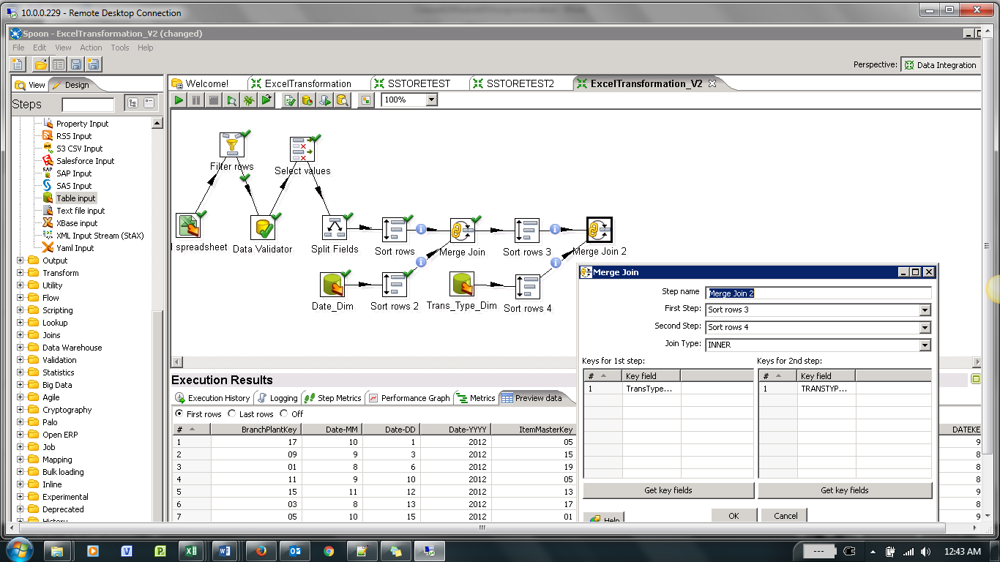 10.0.0.229 - Remote Desktop Connection
Spoon - ExcelTransformation_V2 (changed)
File Edit View Action Tools Help
Perspective: Data Integration
View Design
Welcome! ExcelTransformation SSTORETEST SSTORETEST2 ExcelTransformation_V2
Steps
100%
Property Input
RSS Input
S3 CSV Input
Salesforce Input
SAP SAP Input
SAS Input
Table input
Text file input
XBase input
XML Input Stream (StAX)
Yaml Input
Output
Transform
Utility
Flow
Scripting
Lookup
Joins
Data Warehouse
Validation
Statistics
Big Data
Agile
Cryptography
Palo
Open ERP
Job
Mapping
Bulk loading
Inline
Experimental
Deprecated
History
Filter rows
Select values
l spreadsheet
Data Validator
Split Fields
Sort rows
Merge Join
Sort rows 3
Merge Join 2
Date_Dim
Sort rows 2
Trans_Type_Dim
Sort rows 4
Merge Join
Step name Merge Join 2
First Step: Sort rows 3
Second Step: Sort rows 4
Join Type: INNER
Keys for 1st step: Keys for 2nd step:
# Key field # Key field
1 TransType... 1 TRANSTYP...
Get key fields Get key fields
Help OK Cancel
Execution Results
Execution History Logging Step Metrics Performance Graph Metrics Preview data
First rows Last rows Off
# BranchPlantKey Date-MM Date-DD Date-YYYY ItemMasterKey DATEKE
1 17 10 1 2012 05 9
2 09 9 3 2012 15 8
3 01 8 6 2012 19 8
4 11 9 10 2012 05 8
5 15 11 12 2012 13 9
6 03 8 13 2012 17 8
7 05 10 15 2012 01 9
12:43 AM